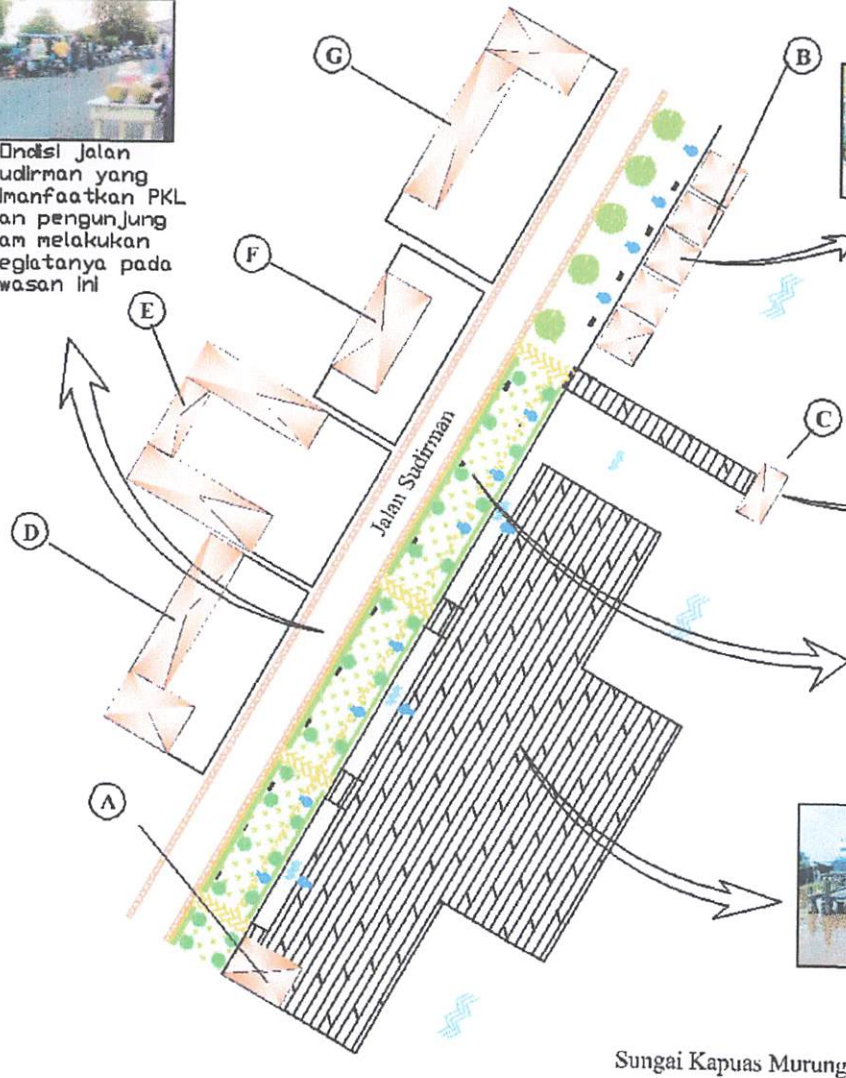 Ondisi jalan
udirman yang
imanfaatkan PKL
an pengunjung
am melakukan
egiatanya pada
wasan ini
G
B
F
E
C
Jalan Sudirman
D
A
Sungai Kapuas Murung